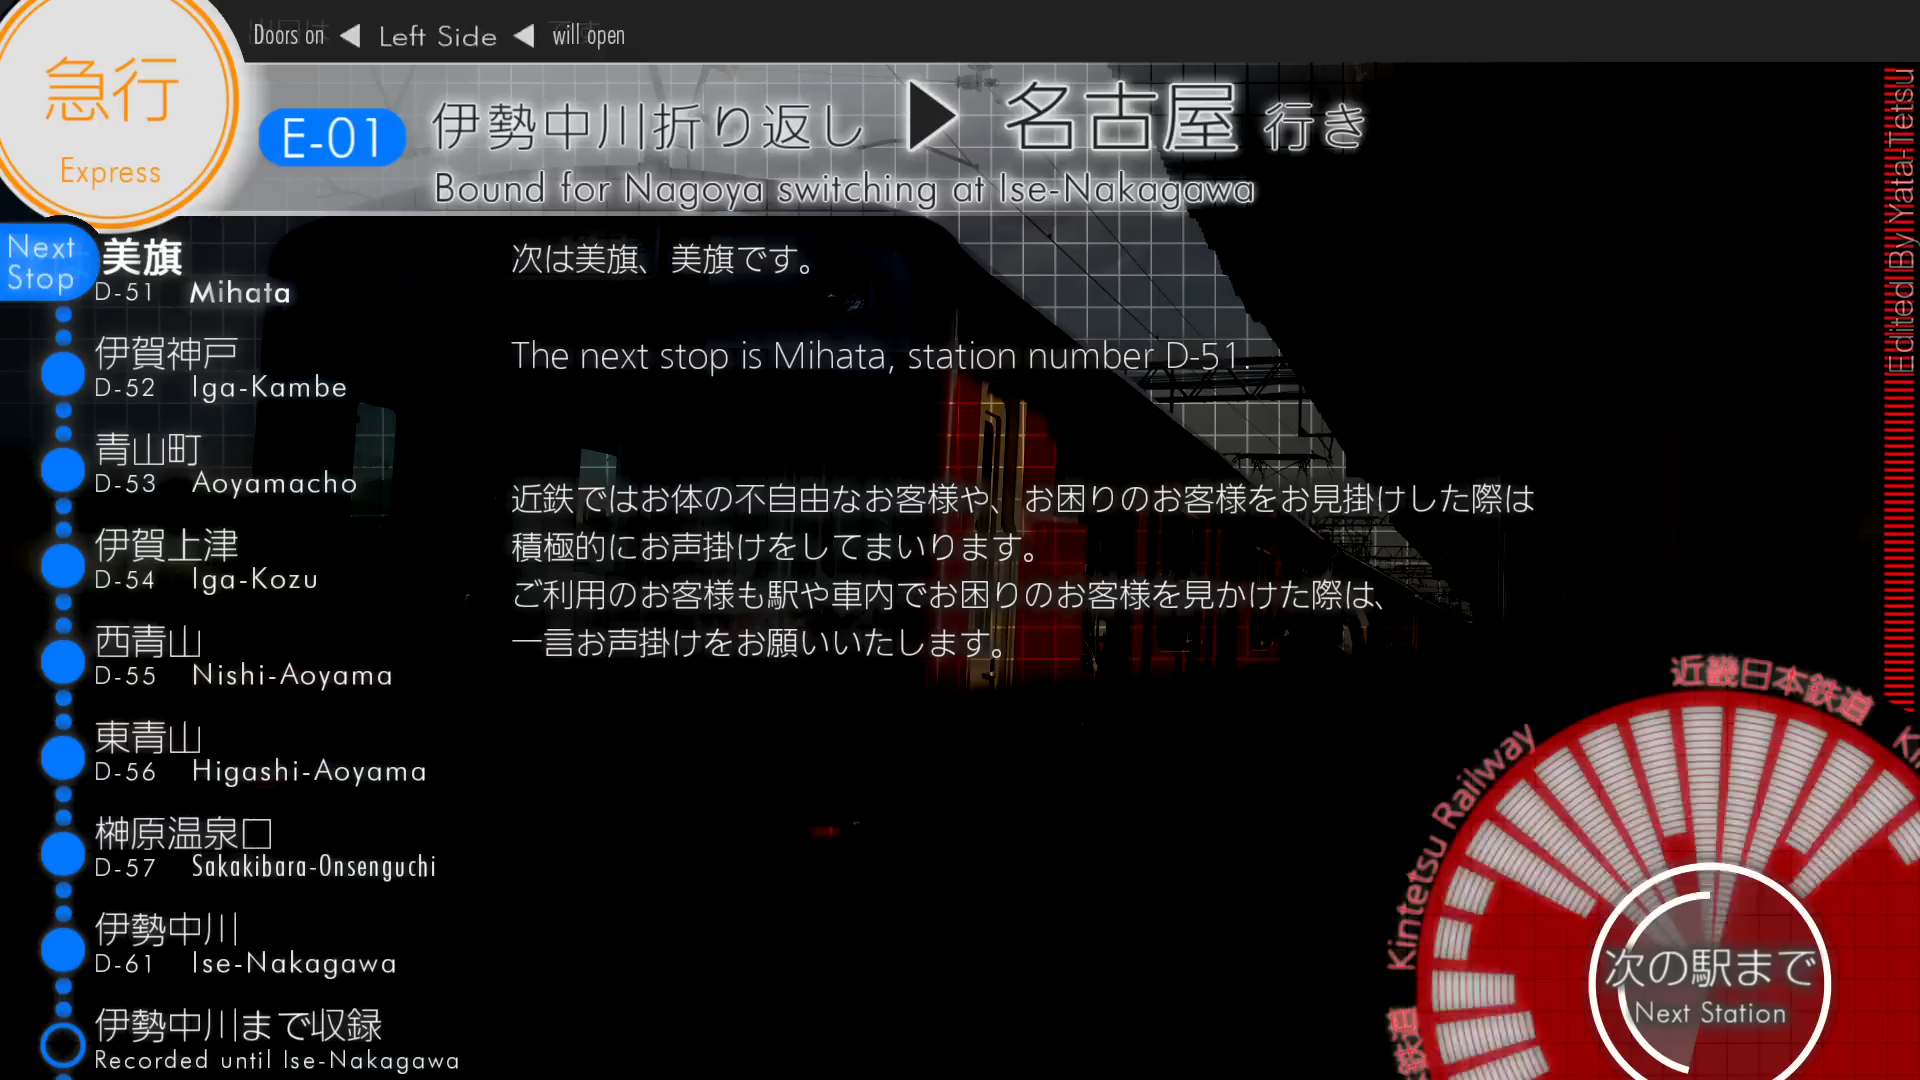 急行
Express
Doors on ◀ Left Side ◀ will open
E-01
伊勢中川折り返し ▶ 名古屋 行き
Bound for Nagoya switching at Ise-Nakagawa
Next Stop
美旗
D-51 Mihata
伊賀神戸
D-52 Iga-Kambe
青山町
D-53 Aoyamacho
伊賀上津
D-54 Iga-Kozu
西青山
D-55 Nishi-Aoyama
東青山
D-56 Higashi-Aoyama
榊原温泉口
D-57 Sakakibara-Onsenguchi
伊勢中川
D-61 Ise-Nakagawa
伊勢中川まで収録
Recorded until Ise-Nakagawa
次は美旗、美旗です。
The next stop is Mihata, station number D-51.
近鉄ではお体の不自由なお客様や、お困りのお客様をお見掛けした際は
積極的にお声掛けをしてまいります。
ご利用のお客様も駅や車内でお困りのお客様を見かけた際は、
一言お声掛けをお願いいたします。
Edited By Yata-Tetsu
近畿日本鉄道
Kintetsu Railway
次の駅まで
Next Station